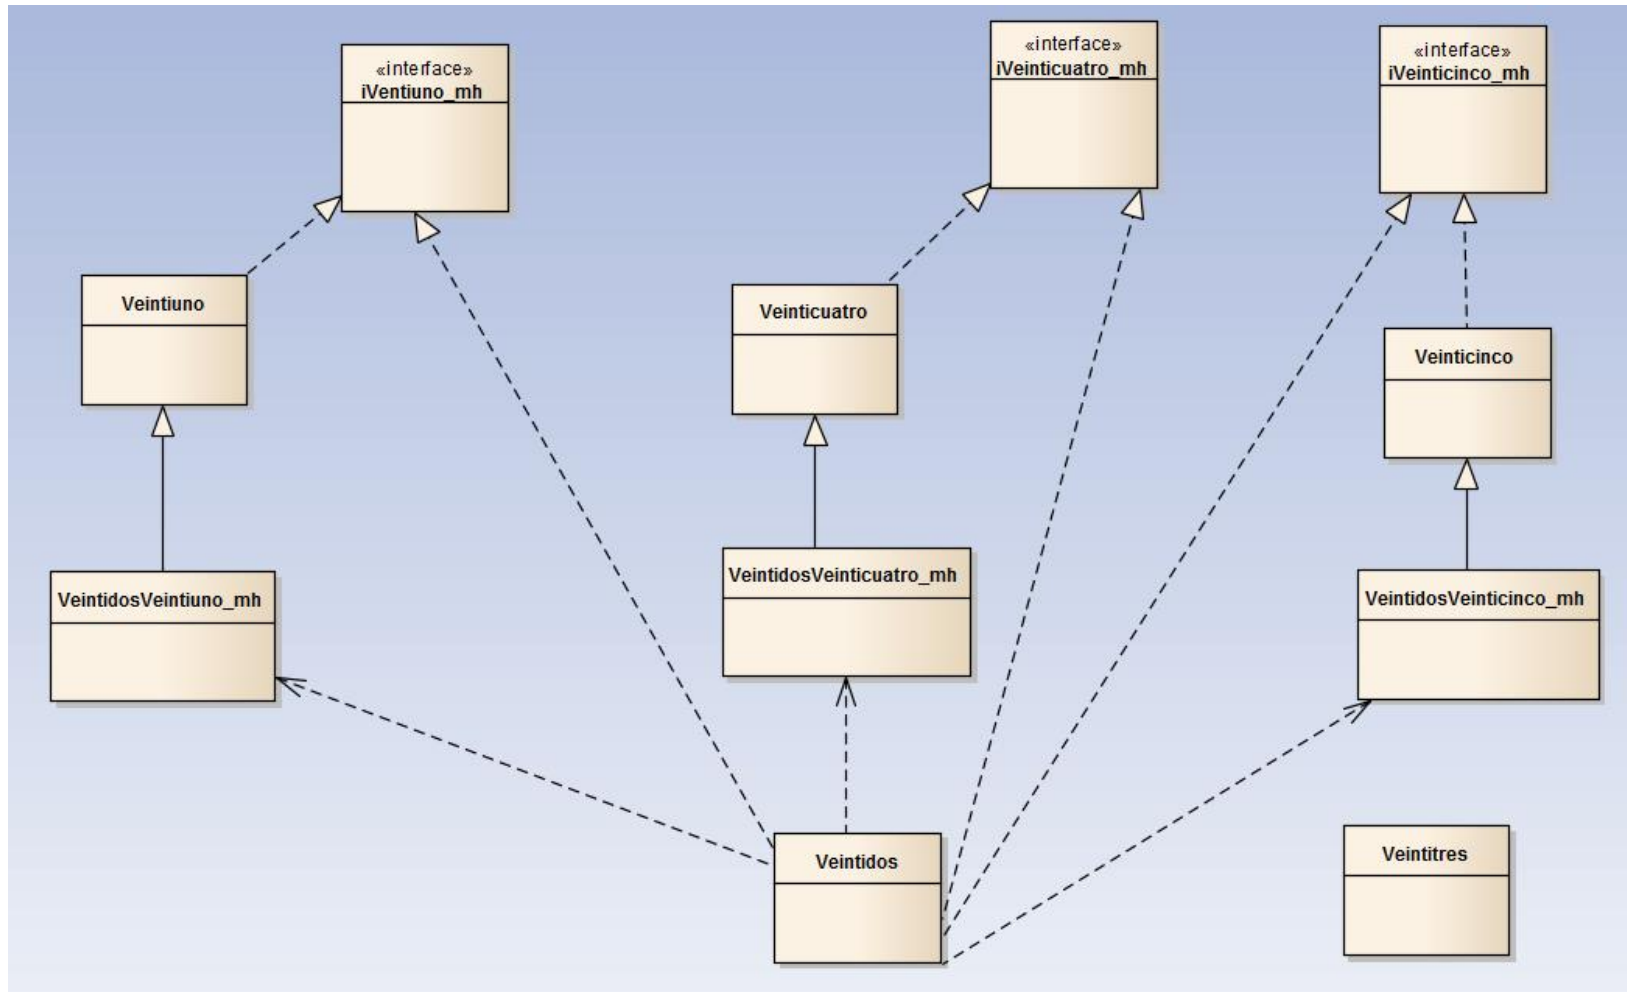 «interface»
iVentiuno_mh
«interface»
iVeinticuatro_mh
«interface»
iVeinticinco_mh
Veintiuno
Veinticuatro
Veinticinco
VeintidosVeintiuno_mh
VeintidosVeinticuatro_mh
VeintidosVeinticinco_mh
Veintidos
Veintitres